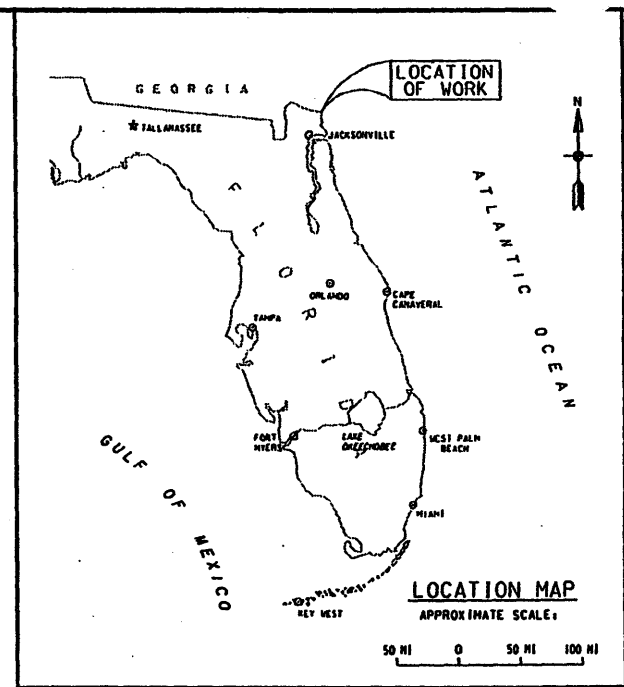 GEORGIA
LOCATION
OF WORK
N
TALLAHASSEE
JACKSONVILLE
FLORIDA
ATLANTIC OCEAN
ORLANDO
CAPE
CANAVERAL
TAMPA
FORT
MYERS
LAKE
OKEECHOBEE
WEST PALM
BEACH
GULF OF MEXICO
MIAMI
KEY WEST
LOCATION MAP
APPROXIMATE SCALE:
50 MI 0 50 MI 100 MI